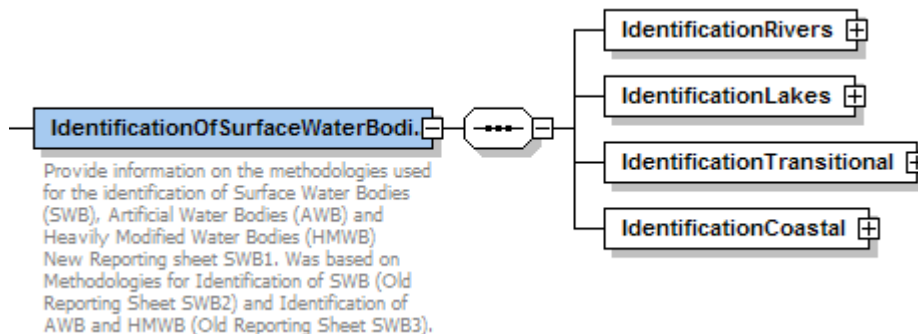 IdentificationRivers
IdentificationLakes
IdentificationOfSurfaceWaterBodi..
IdentificationTransitional
IdentificationCoastal
Provide information on the methodologies used
for the identification of Surface Water Bodies
(SWB), Artificial Water Bodies (AWB) and
Heavily Modified Water Bodies (HMWB)
New Reporting sheet SWB1. Was based on
Methodologies for Identification of SWB (Old
Reporting Sheet SWB2) and Identification of
AWB and HMWB (Old Reporting Sheet SWB3).